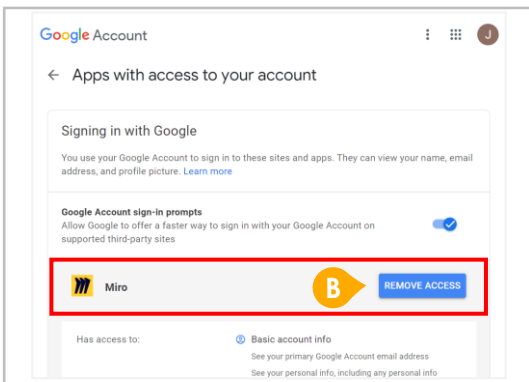 Google Account
J
← Apps with access to your account
Signing in with Google
You use your Google Account to sign in to these sites and apps. They can view your name, email
address, and profile picture. Learn more
Google Account sign-in prompts
Allow Google to offer a faster way to sign in with your Google Account on
supported third-party sites
Miro
B
REMOVE ACCESS
Has access to:
Basic account info
See your primary Google Account email address
See your personal info, including any personal info